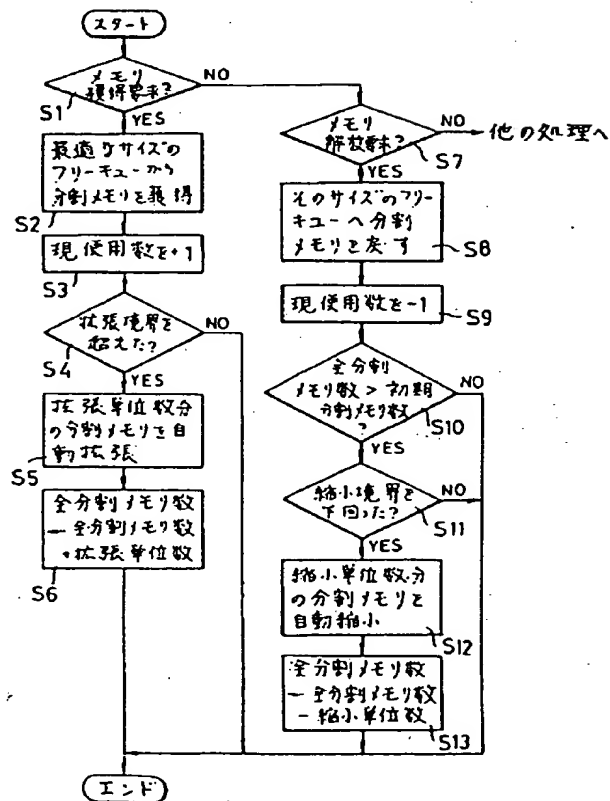 スタート
メモリ
獲得要求?
NO
S1
YES
最適なサイズの
フリーキューから
分割メモリを獲得
S2
現使用数を+1
S3
拡張境界を
超えた?
NO
S4
YES
拡張単位数分
の分割メモリを自
動拡張
S5
全分割メモリ数
←全分割メモリ数
+拡張単位数
S6
メモリ
解放要求?
NO
他の処理へ
S7
YES
そのサイズのフリー
キューへ分割
メモリを戻す
S8
現使用数を-1
S9
全分割
メモリ数>初期
分割メモリ数
?
NO
S10
YES
縮小境界を
下回った?
NO
S11
YES
縮小単位数分
の分割メモリを
自動縮小
S12
全分割メモリ数
←全分割メモリ数
-縮小単位数
S13
エンド